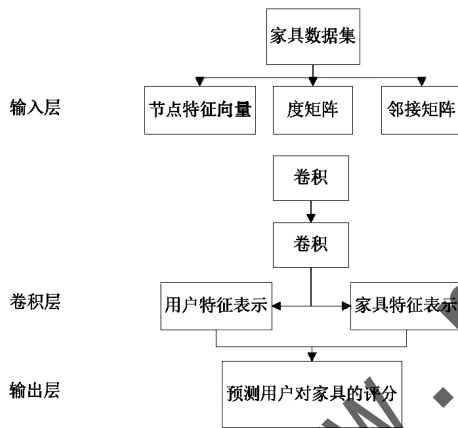 家具数据集
输入层
节点特征向量
度矩阵
邻接矩阵
卷积
卷积
卷积层
用户特征表示
家具特征表示
输出层
预测用户对家具的评分